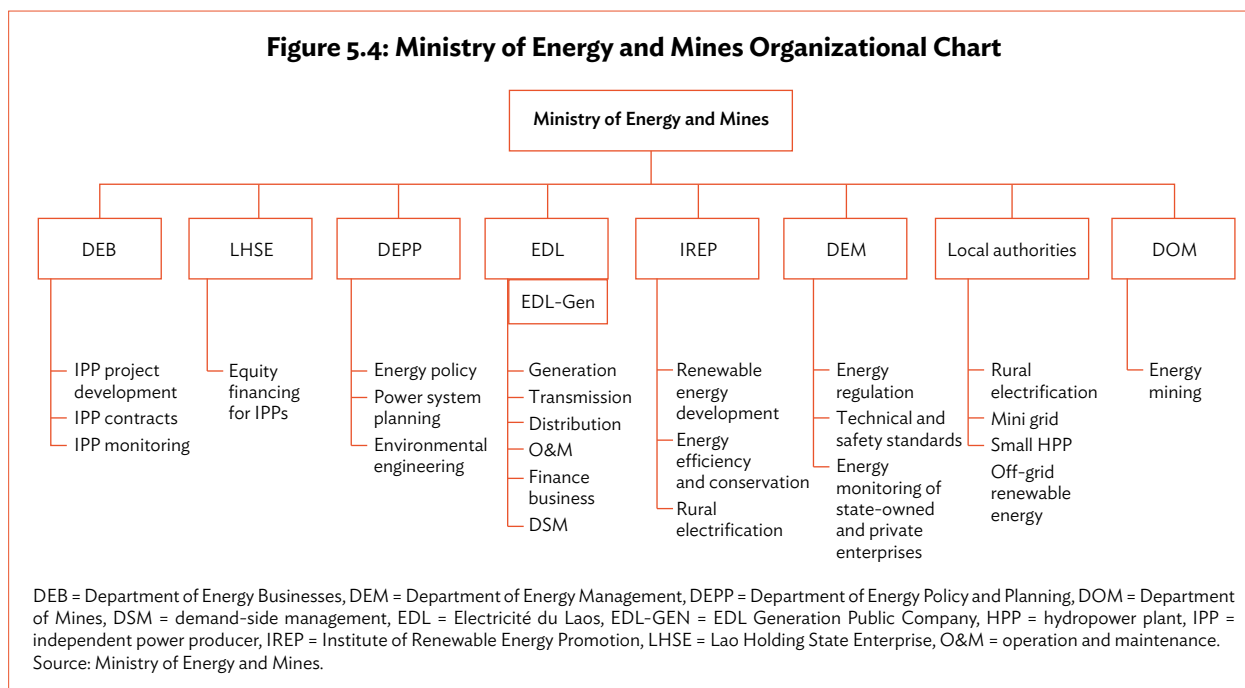 Figure 5.4: Ministry of Energy and Mines Organizational Chart
Ministry of Energy and Mines
DEB
LHSE
DEPP
EDL
IREP
DEM
Local authorities
DOM
EDL-Gen
IPP project
development
IPP contracts
IPP monitoring
Equity
financing
for IPPs
Energy policy
Power system
planning
Environmental
engineering
Generation
Transmission
Distribution
O&M
Finance
business
DSM
Renewable
energy
development
Energy
efficiency
and conservation
Rural
electrification
Energy
regulation
Technical and
safety standards
Energy
monitoring of
state-owned
and private
enterprises
Rural
electrification
Mini grid
Small HPP
Off-grid
renewable
energy
Energy
mining
DEB = Department of Energy Businesses, DEM = Department of Energy Management, DEPP = Department of Energy Policy and Planning, DOM = Department
of Mines, DSM = demand-side management, EDL = Electricité du Laos, EDL-GEN = EDL Generation Public Company, HPP = hydropower plant, IPP =
independent power producer, IREP = Institute of Renewable Energy Promotion, LHSE = Lao Holding State Enterprise, O&M = operation and maintenance.
Source: Ministry of Energy and Mines.